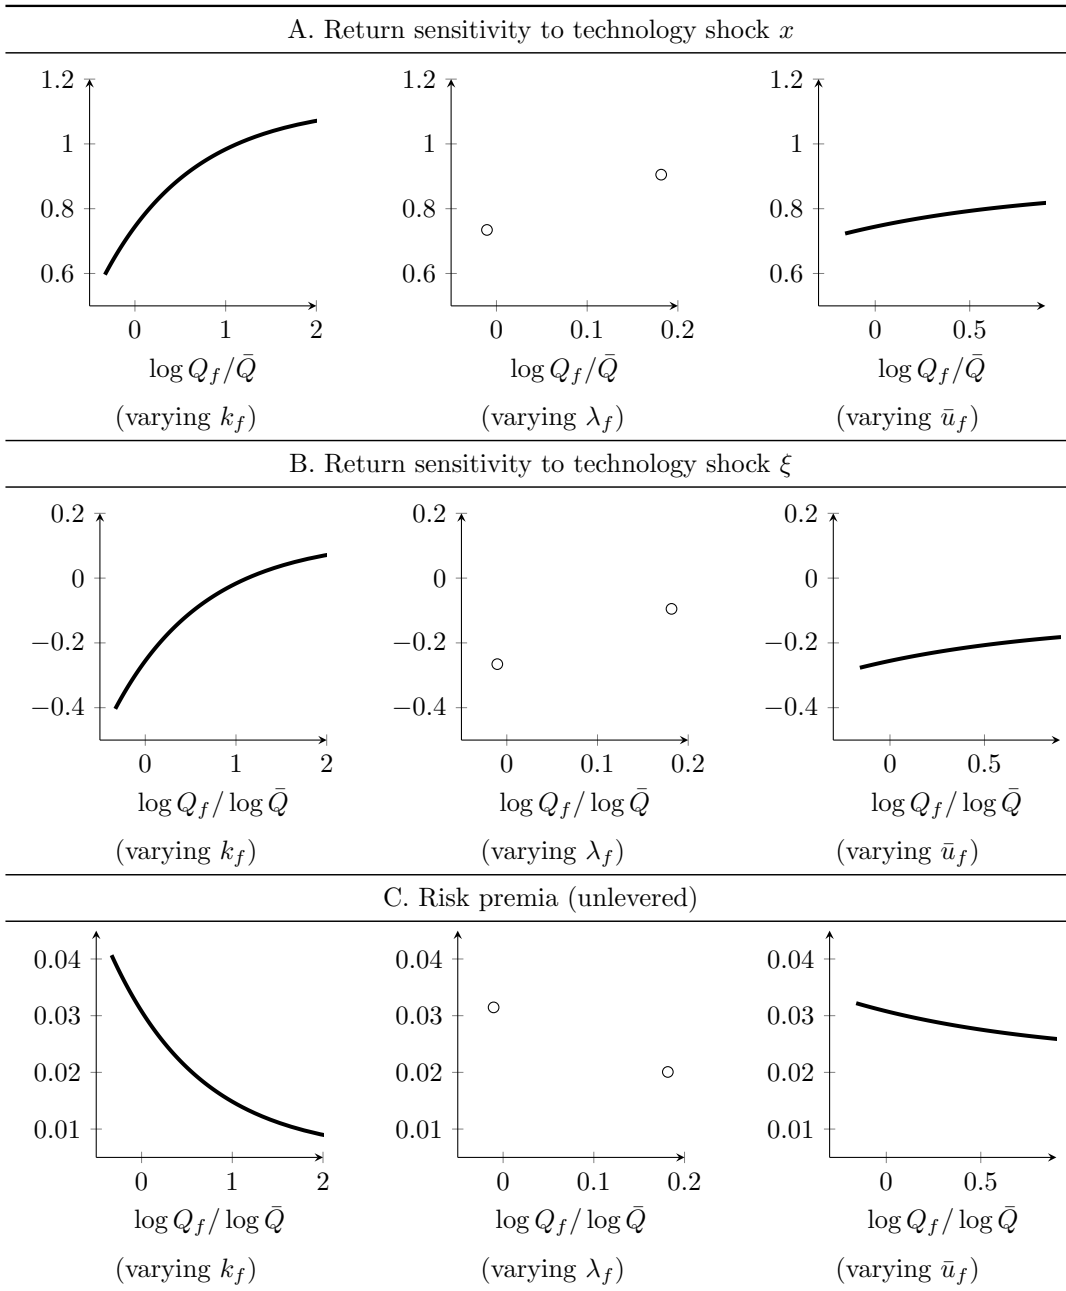 A. Return sensitivity to technology shock x
1.2 1.2 1.2
1 1 1
0.8 0.8 0.8
0.6 0.6 0.6
0 1 2 0 0.1 0.2 0 0.5
log Q_f/Q̄ log Q_f/Q̄ log Q_f/Q̄
(varying k_f) (varying λ_f) (varying ū_f)
B. Return sensitivity to technology shock ξ
0.2 0.2 0.2
0 0 0
−0.2 −0.2 −0.2
−0.4 −0.4 −0.4
0 1 2 0 0.1 0.2 0 0.5
log Q_f/ log Q̄ log Q_f/ log Q̄ log Q_f/ log Q̄
(varying k_f) (varying λ_f) (varying ū_f)
C. Risk premia (unlevered)
0.04 0.04 0.04
0.03 0.03 0.03
0.02 0.02 0.02
0.01 0.01 0.01
0 1 2 0 0.1 0.2 0 0.5
log Q_f/ log Q̄ log Q_f/ log Q̄ log Q_f/ log Q̄
(varying k_f) (varying λ_f) (varying ū_f)